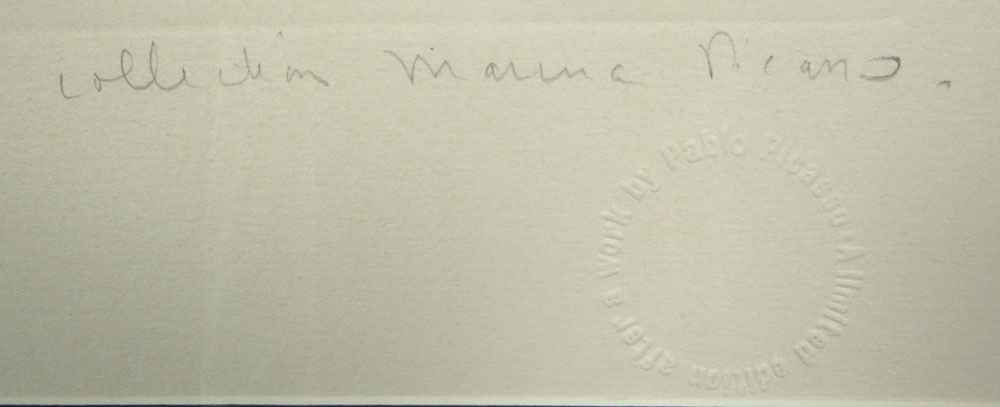 collection Marina Picasso.
A limited edition after a work by Pablo Picasso ·